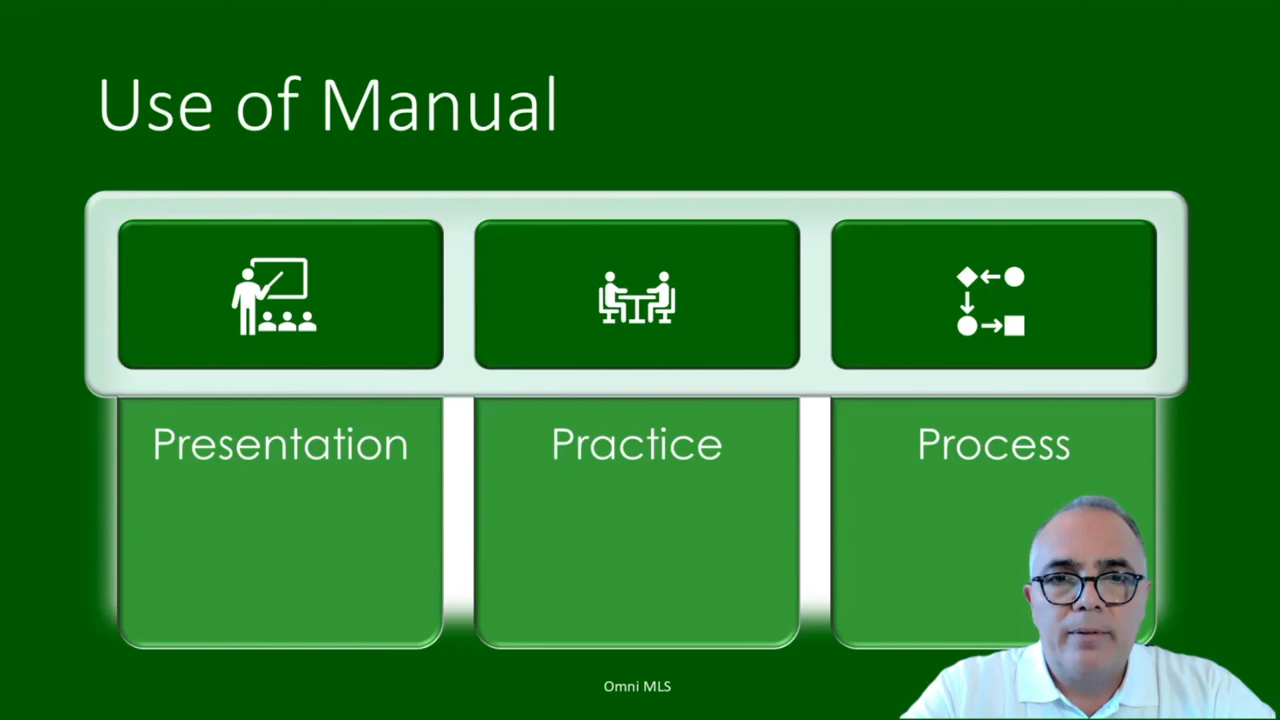 Use of Manual
Presentation
Practice
Process
Omni MLS